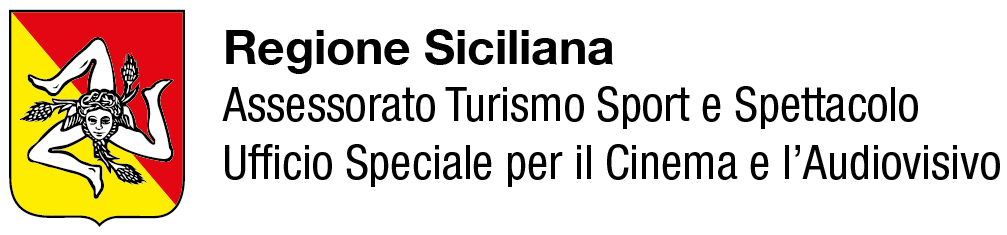 Regione Siciliana
Assessorato Turismo Sport e Spettacolo
Ufficio Speciale per il Cinema e l’Audiovisivo